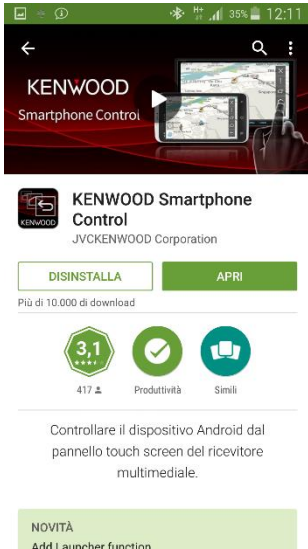 35% 12:11
KENWOOD
Smartphone Control
KENWOOD
KENWOOD Smartphone
Control
JVCKENWOOD Corporation
DISINSTALLA
APRI
Più di 10.000 di download
3,1
417
Produttività
Simili
Controllare il dispositivo Android dal
pannello touch screen del ricevitore
multimediale.
NOVITÀ
Add Launcher function